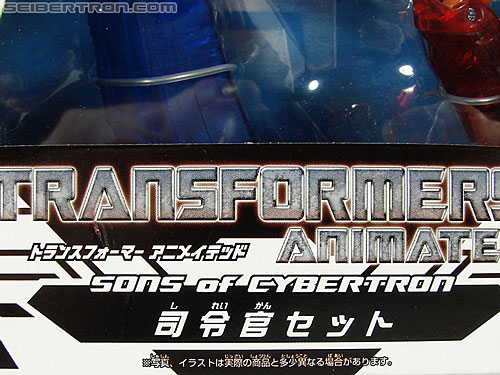 SEIBERTRON.COM
TRANSFORMERS
トランスフォーマー アニメイテッド ANIMATE
SONS of CYBERTRON
し れい かん
司令官セット
※写真、イラストは実際の商品と多少異なる場合があります。